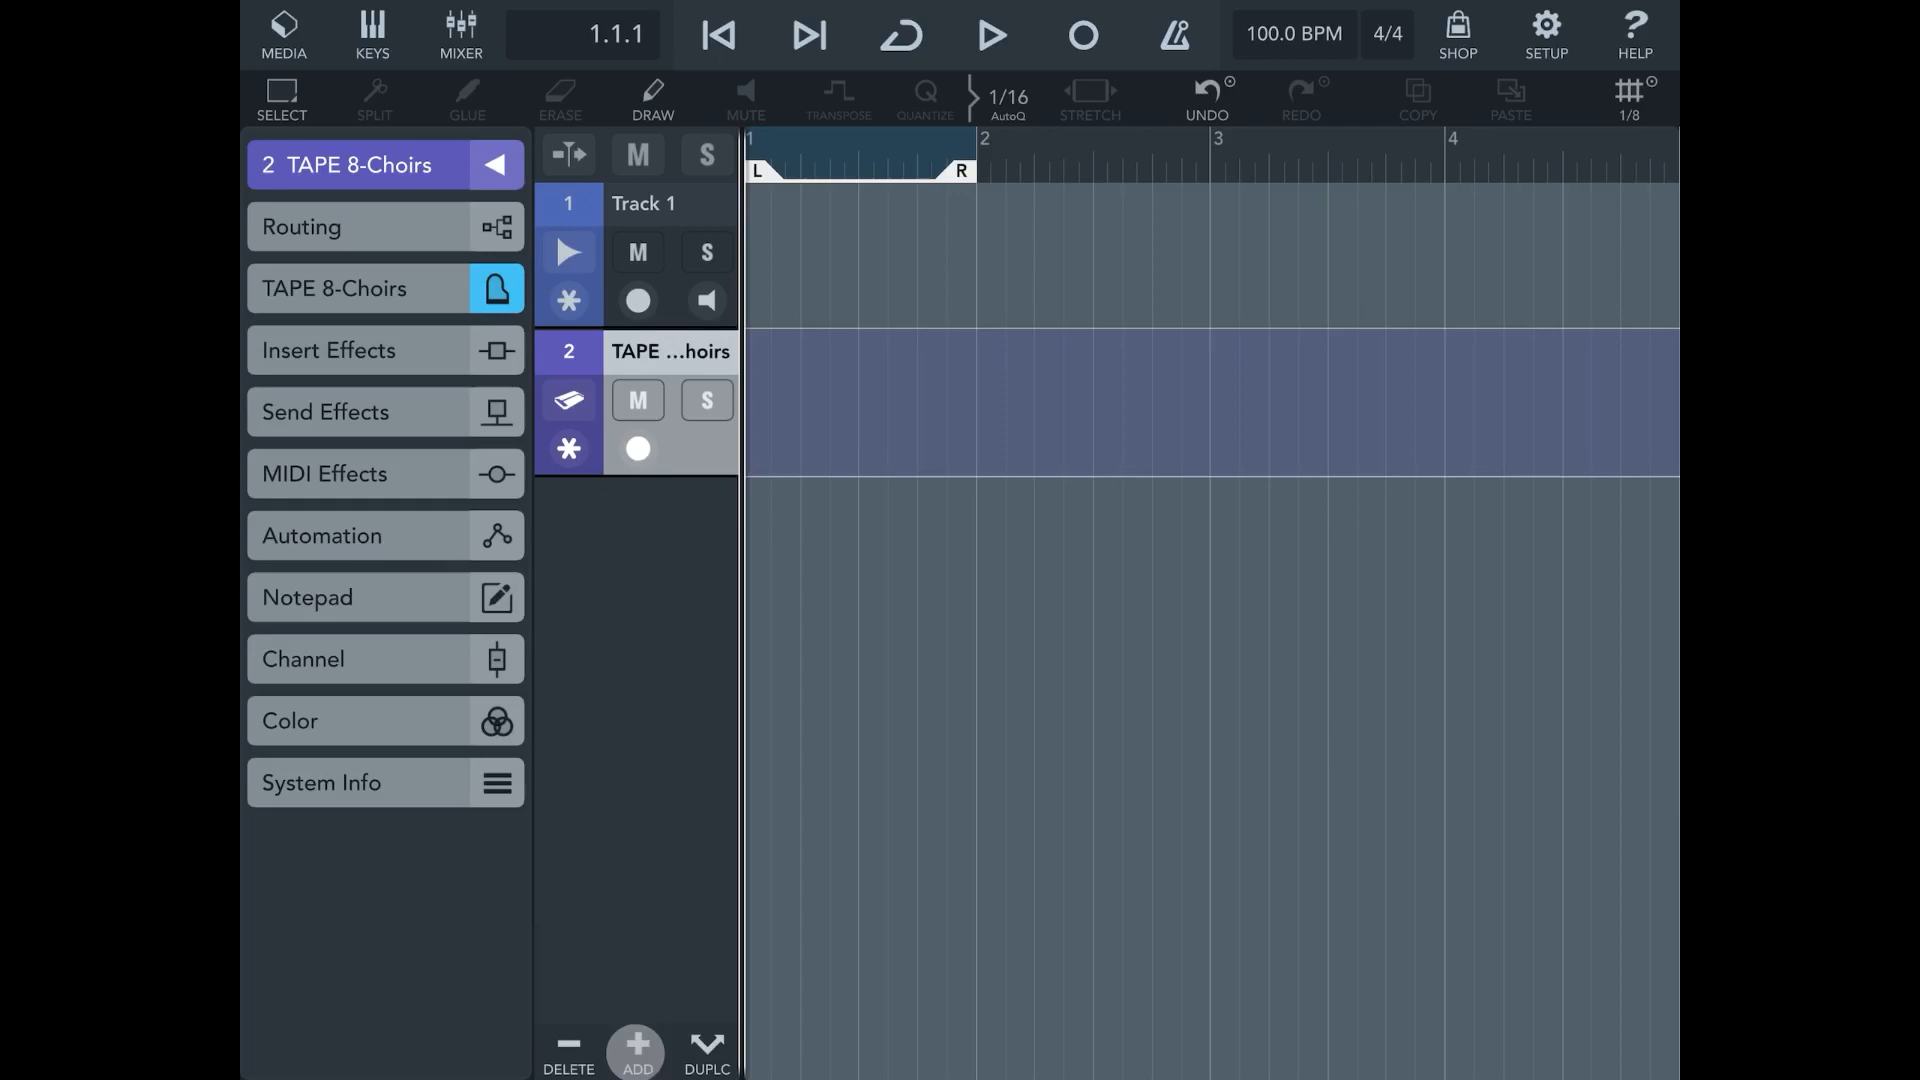 MEDIA KEYS MIXER 1.1.1 100.0 BPM 4/4 SHOP SETUP HELP
SELECT SPLIT GLUE ERASE DRAW MUTE TRANSPOSE QUANTIZE 1/16 AutoQ STRETCH UNDO REDO COPY PASTE 1/8
2 TAPE 8-Choirs
Routing
TAPE 8-Choirs
Insert Effects
Send Effects
MIDI Effects
Automation
Notepad
Channel
Color
System Info
M S
1 Track 1
M S
2 TAPE ...hoirs
M S
DELETE ADD DUPLC
1 2 3 4
L R